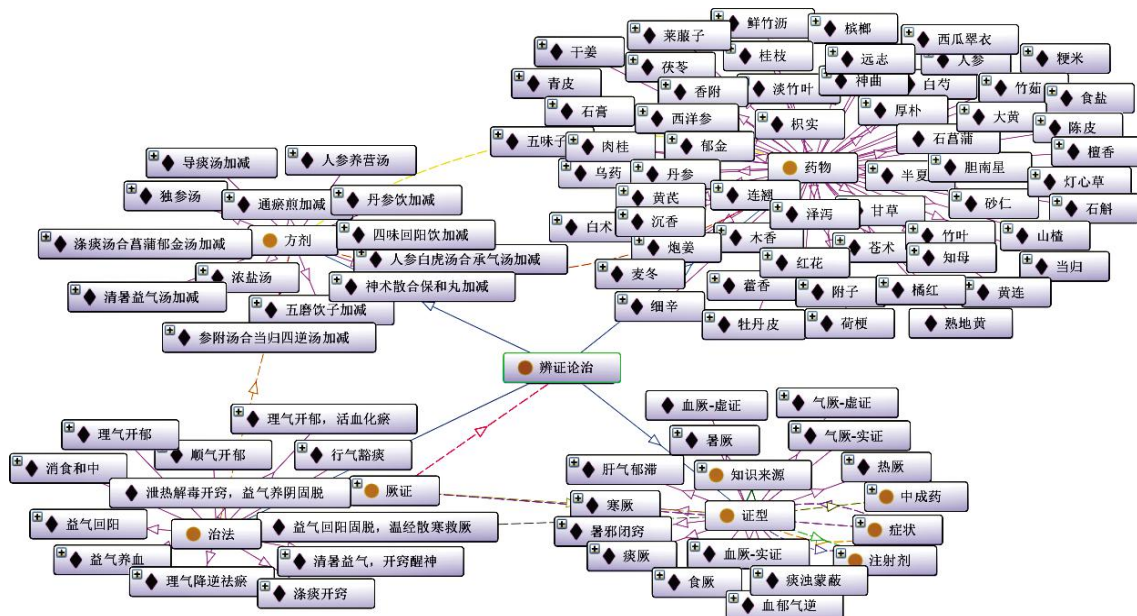 鲜竹沥
槟榔
莱菔子
西瓜翠衣
干姜
桂枝
远志
人参
粳米
茯苓
青皮
香附
淡竹叶
神曲
白芍
竹茹
食盐
石膏
西洋参
枳实
厚朴
大黄
陈皮
五味子
肉桂
郁金
石菖蒲
檀香
乌药
丹参
药物
半夏
胆南星
灯心草
黄芪
连翘
砂仁
石斛
白术
沉香
泽泻
甘草
炮姜
木香
苍术
竹叶
山楂
麦冬
红花
知母
当归
藿香
附子
橘红
黄连
细辛
牡丹皮
荷梗
熟地黄
导痰汤加减
人参养营汤
独参汤
通瘀煎加减
丹参饮加减
涤痰汤合菖蒲郁金汤加减
方剂
四味回阳饮加减
人参白虎汤合承气汤加减
浓盐汤
神术散合保和丸加减
清暑益气汤加减
五磨饮子加减
参附汤合当归四逆汤加减
辨证论治
理气开郁,活血化瘀
理气开郁
顺气开郁
行气豁痰
消食和中
泄热解毒开窍,益气养阴固脱
厥证
益气回阳
治法
益气回阳固脱,温经散寒救厥
益气养血
清暑益气,开窍醒神
理气降逆祛瘀
涤痰开窍
血厥-虚证
气厥-虚证
暑厥
气厥-实证
肝气郁滞
知识来源
热厥
中成药
寒厥
证型
症状
暑邪闭窍
痰厥
血厥-实证
注射剂
食厥
痰浊蒙蔽
血郁气逆